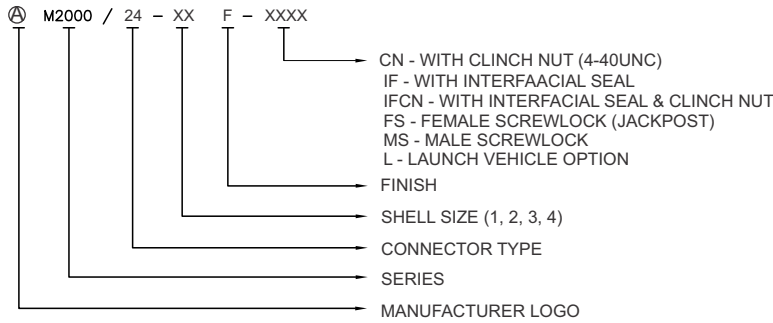 Ⓐ M2000 / 24 - XX F - XXXX
CN - WITH CLINCH NUT (4-40UNC)
IF - WITH INTERFAACIAL SEAL
IFCN - WITH INTERFACIAL SEAL & CLINCH NUT
FS - FEMALE SCREWLOCK (JACKPOST)
MS - MALE SCREWLOCK
L - LAUNCH VEHICLE OPTION
FINISH
SHELL SIZE (1, 2, 3, 4)
CONNECTOR TYPE
SERIES
MANUFACTURER LOGO